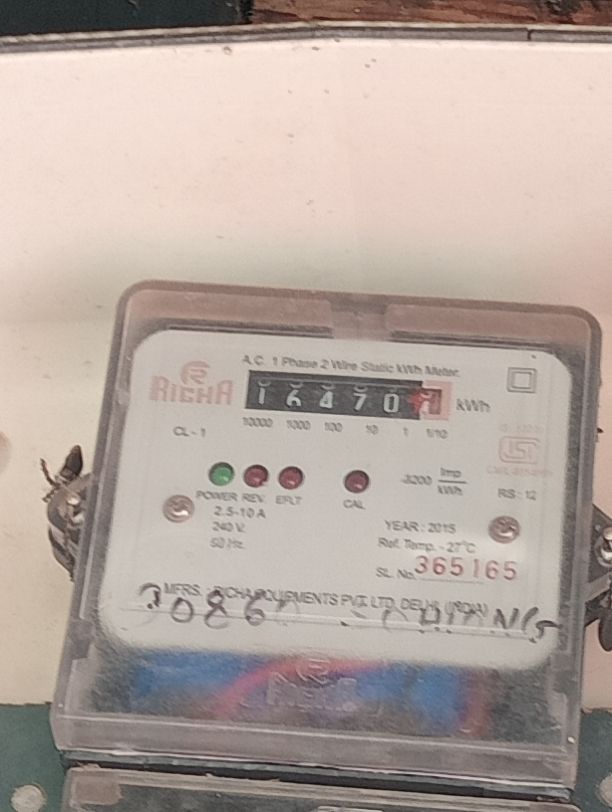 A.C. 1 Phase 2 Wire Static kWh Meter.
RICHA
1 6 4 7 0
kWh
10000 1000 100 10 1 1/10
CL-1
POWER REV. EFLT
CAL
3200 Imp/kWh
RS : 12
2.5-10 A
240 V.
50 Hz.
YEAR : 2015
Ref. Temp. - 27°C
SL. No. 365165
MFRS. : RICHA EQUIPMENTS PVT. LTD. DELHI (INDIA)